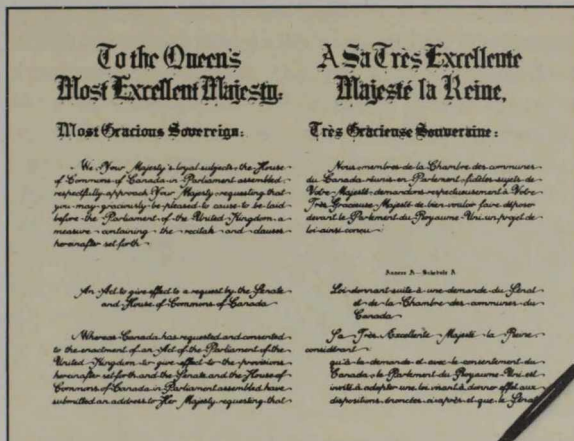 To the Queen's
Most Excellent Majesty:
Most Gracious Sovereign:
We, Your Majesty's loyal subjects, the House
of Commons of Canada in Parliament assembled,
respectfully approach Your Majesty, requesting that
you may graciously be pleased to cause to be laid
before the Parliament of the United Kingdom a
measure containing the recitals and clauses
hereinafter set forth
An Act to give effect to a request by the Senate
and House of Commons of Canada
Whereas Canada has requested and consented
to the enactment of an Act of the Parliament of the
United Kingdom to give effect to the provisions
hereinafter set forth and the Senate and the House of
Commons of Canada in Parliament assembled have
submitted an address to Her Majesty requesting that
A Sa Très Excellente
Majesté la Reine,
Très Gracieuse Souveraine:
Nous, membres de la Chambre des communes
du Canada réunis en Parlement, fidèles sujets de
Votre Majesté, demandons respectueusement à Votre
Très Gracieuse Majesté de bien vouloir faire déposer
devant le Parlement du Royaume-Uni un projet de
loi ainsi conçu:
Annexe A — Schedule A
Loi donnant suite à une demande du Sénat
et de la Chambre des communes du
Canada
Sa Très Excellente Majesté la Reine,
considérant:
qu'à la demande et avec le consentement du
Canada, le Parlement du Royaume-Uni est
invité à adopter une loi visant à donner effet aux
dispositions énoncées ci-après et que le Sénat